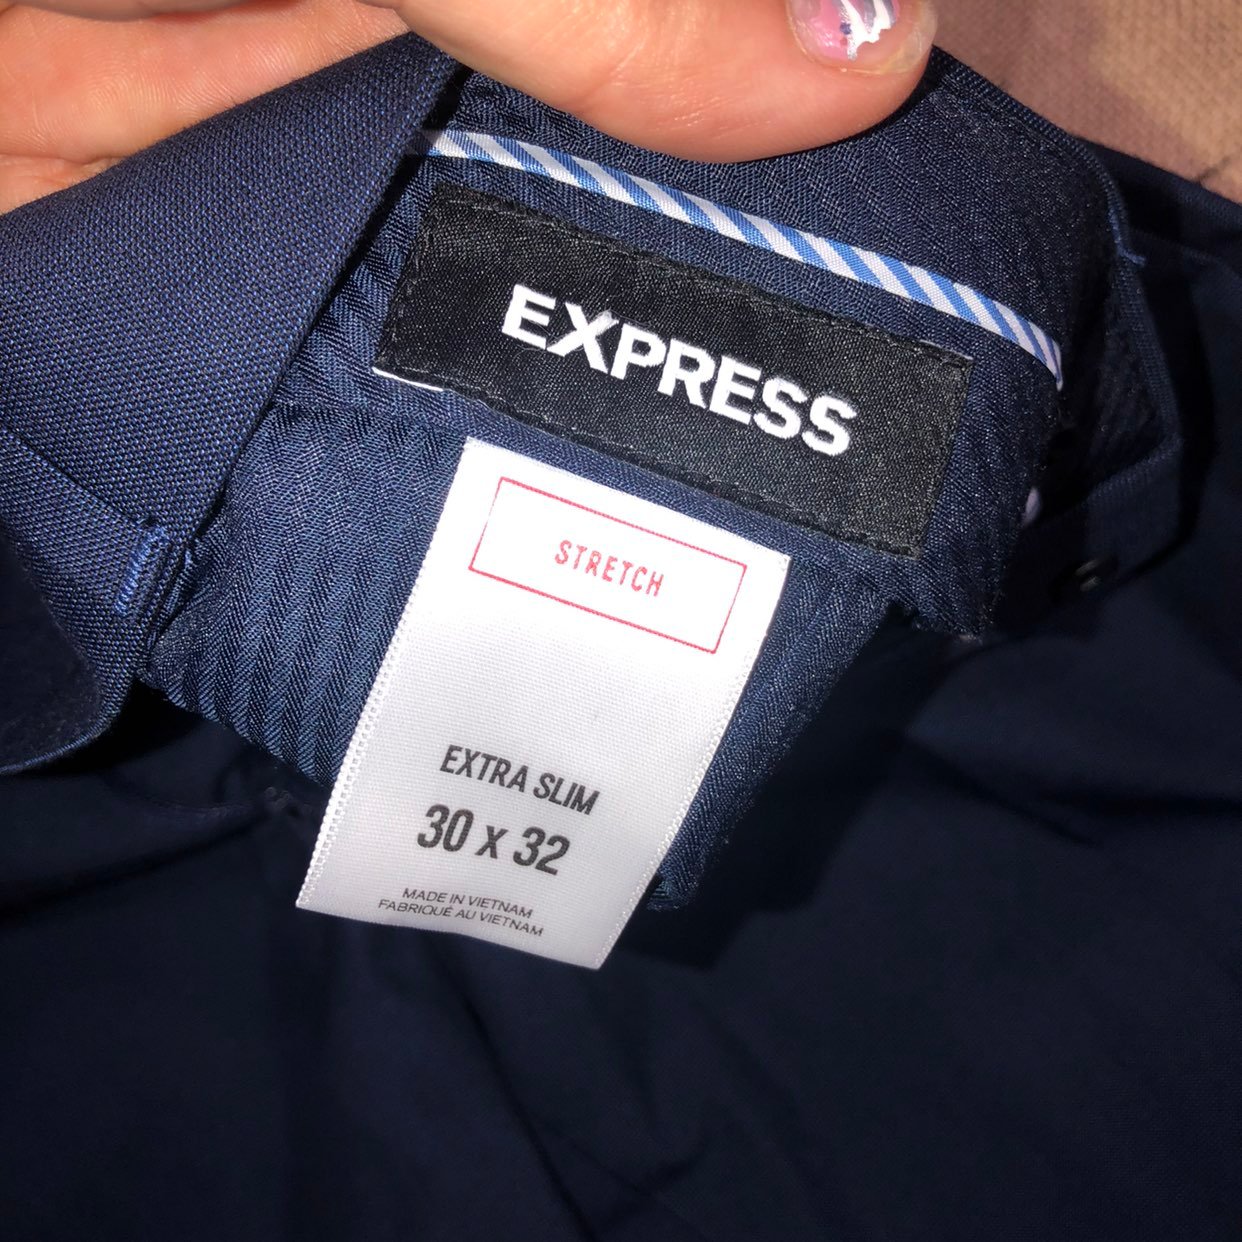 EXPRESS
STRETCH
EXTRA SLIM
30 x 32
MADE IN VIETNAM
FABRIQUÉ AU VIETNAM